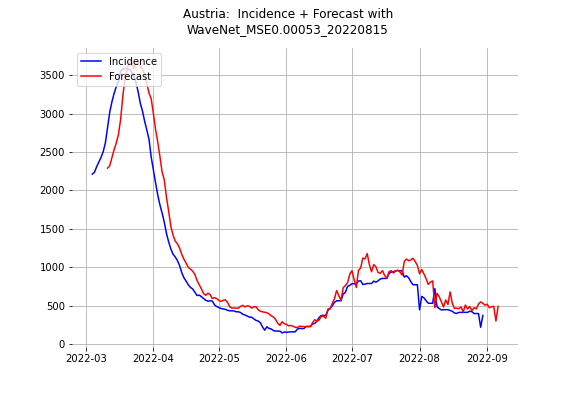 Austria:  Incidence + Forecast with
WaveNet_MSE0.00053_20220815
Incidence
Forecast
3500
3000
2500
2000
1500
1000
500
0
2022-03 2022-04 2022-05 2022-06 2022-07 2022-08 2022-09